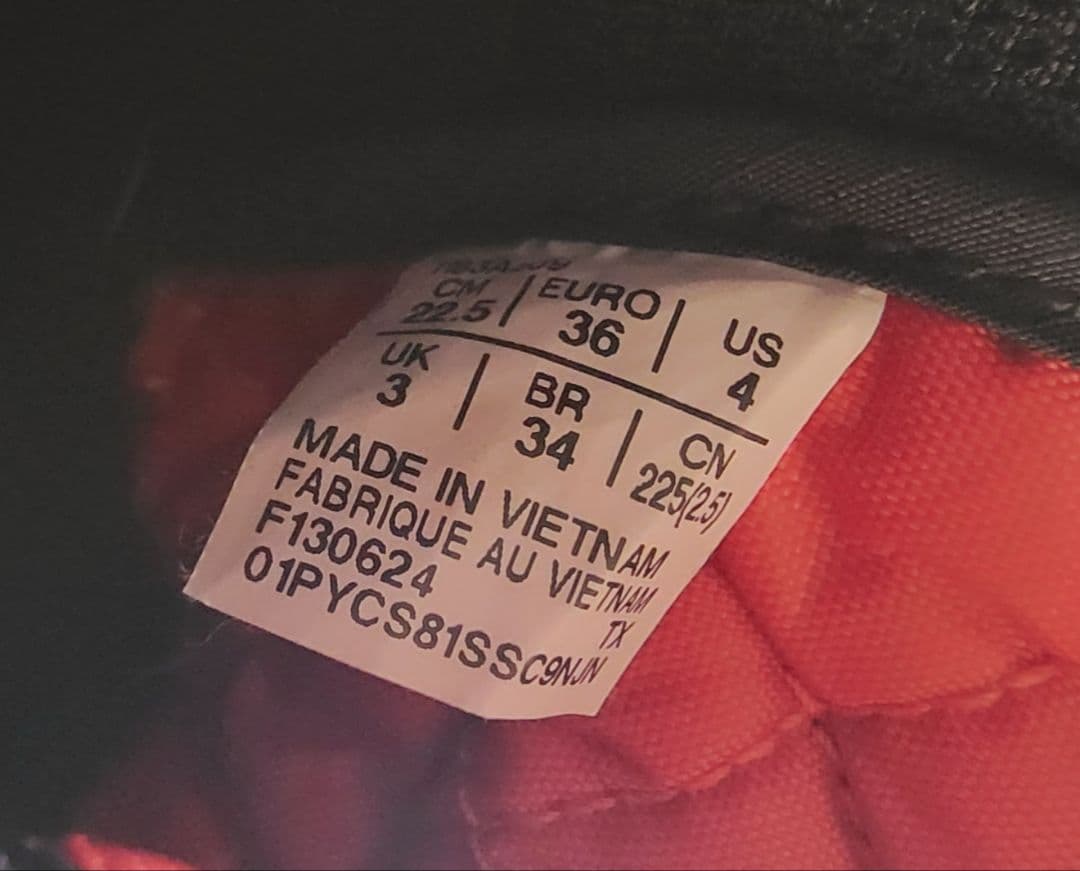 CM | EURO | US
22.5 | 36 | 4
UK | BR | CN
3 | 34 | 225(2.5)
MADE IN VIETNAM
FABRIQUE AU VIETNAM
F130624 TX
01PYCS81SSC9NJN